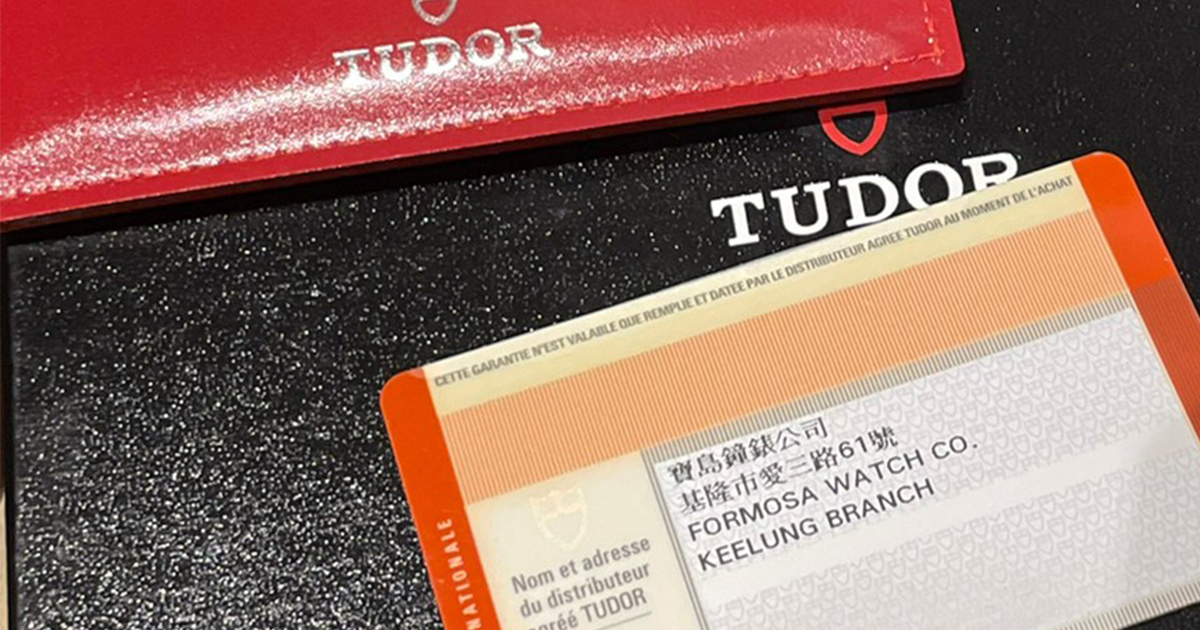 TUDOR
TUDOR
CETTE GARANTIE N'EST VALABLE QUE REMPLIE ET DATEE PAR LE DISTRIBUTEUR AGREE TUDOR AU MOMENT DE L'ACHAT
寶島鐘錶公司
基隆市愛三路61號
FORMOSA WATCH CO.
KEELUNG BRANCH
Nom et adresse
du distributeur
agréé TUDOR
NATIONALE